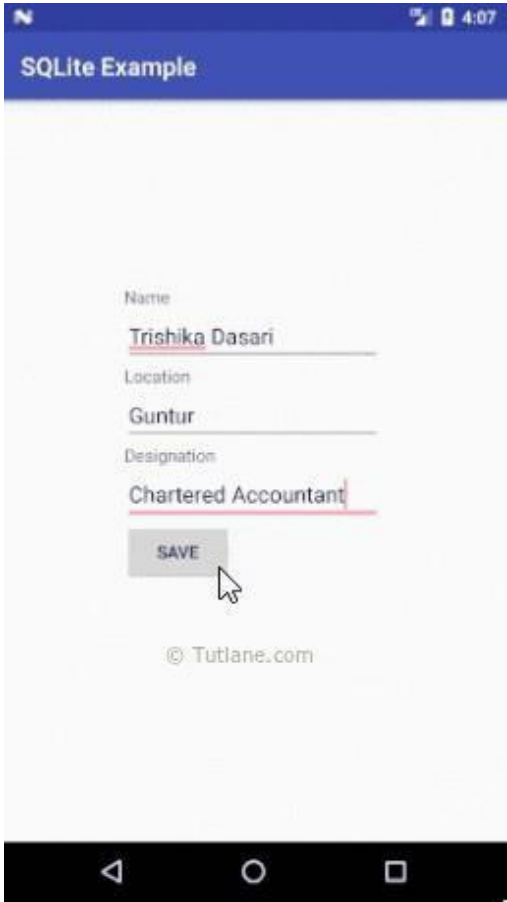 4:07
SQLite Example
Name
Trishika Dasari
Location
Guntur
Designation
Chartered Accountant
SAVE
© Tutlane.com